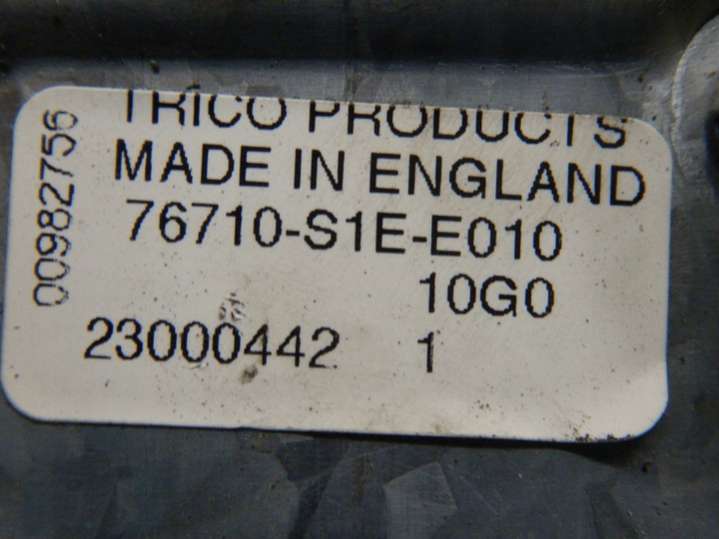 TRICO PRODUCTS
MADE IN ENGLAND
76710-S1E-E010
10G0
23000442 1
00982756